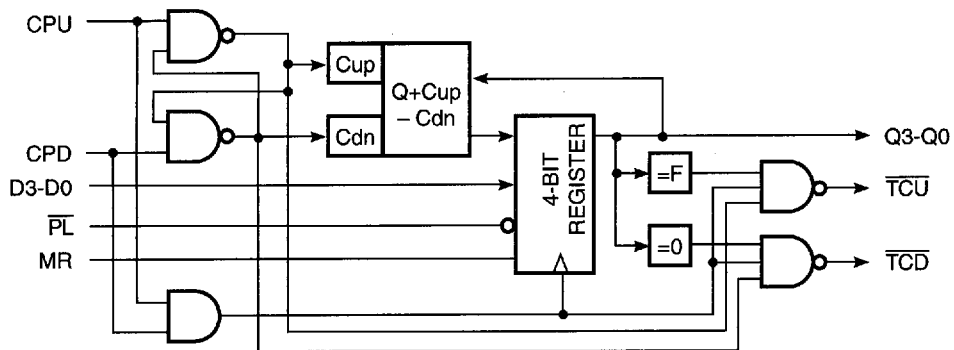 CPU
CPD
D3-D0
PL
MR
Cup
Cdn
Q+Cup
– Cdn
4-BIT
REGISTER
=F
=0
Q3-Q0
TCU
TCD